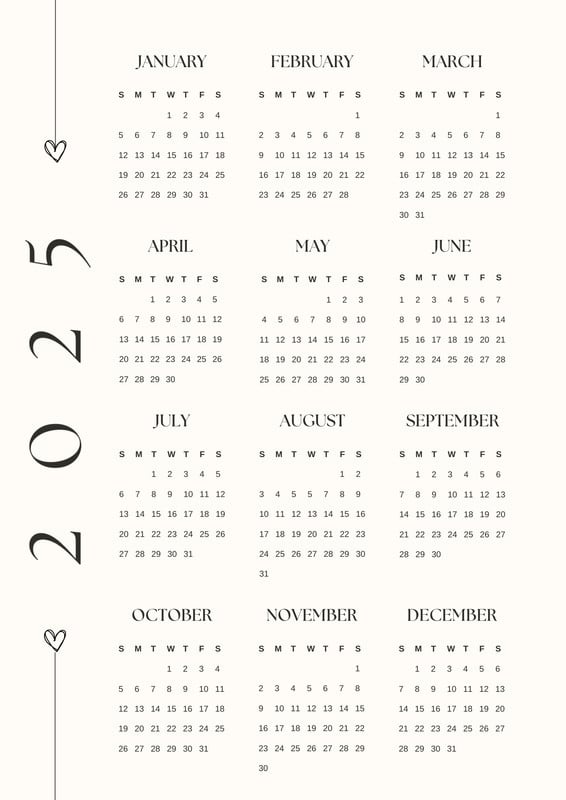 2025
JANUARY
S M T W T F S
1 2 3 4
5 6 7 8 9 10 11
12 13 14 15 16 17 18
19 20 21 22 23 24 25
26 27 28 29 30 31
FEBRUARY
S M T W T F S
1
2 3 4 5 6 7 8
9 10 11 12 13 14 15
16 17 18 19 20 21 22
23 24 25 26 27 28
MARCH
S M T W T F S
1
2 3 4 5 6 7 8
9 10 11 12 13 14 15
16 17 18 19 20 21 22
23 24 25 26 27 28 29
30 31
APRIL
S M T W T F S
1 2 3 4 5
6 7 8 9 10 11 12
13 14 15 16 17 18 19
20 21 22 23 24 25 26
27 28 29 30
MAY
S M T W T F S
1 2 3
4 5 6 7 8 9 10
11 12 13 14 15 16 17
18 19 20 21 22 23 24
25 26 27 28 29 30 31
JUNE
S M T W T F S
1 2 3 4 5 6 7
8 9 10 11 12 13 14
15 16 17 18 19 20 21
22 23 24 25 26 27 28
29 30
JULY
S M T W T F S
1 2 3 4 5
6 7 8 9 10 11 12
13 14 15 16 17 18 19
20 21 22 23 24 25 26
27 28 29 30 31
AUGUST
S M T W T F S
1 2
3 4 5 6 7 8 9
10 11 12 13 14 15 16
17 18 19 20 21 22 23
24 25 26 27 28 29 30
31
SEPTEMBER
S M T W T F S
1 2 3 4 5 6
7 8 9 10 11 12 13
14 15 16 17 18 19 20
21 22 23 24 25 26 27
28 29 30
OCTOBER
S M T W T F S
1 2 3 4
5 6 7 8 9 10 11
12 13 14 15 16 17 18
19 20 21 22 23 24 25
26 27 28 29 30 31
NOVEMBER
S M T W T F S
1
2 3 4 5 6 7 8
9 10 11 12 13 14 15
16 17 18 19 20 21 22
23 24 25 26 27 28 29
30
DECEMBER
S M T W T F S
1 2 3 4 5 6
7 8 9 10 11 12 13
14 15 16 17 18 19 20
21 22 23 24 25 26 27
28 29 30 31